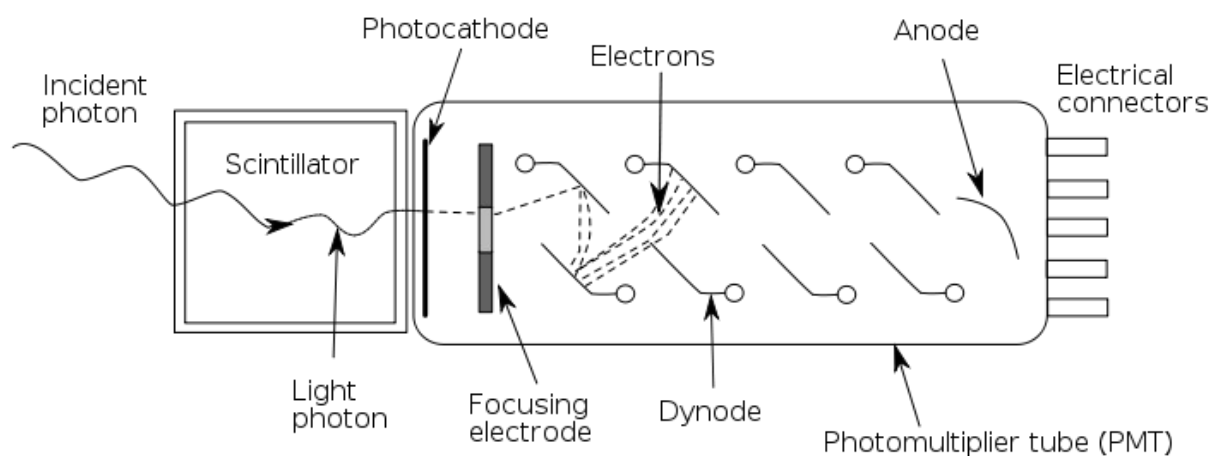 Photocathode
Anode
Electrons
Incident
photon
Electrical
connectors
Scintillator
Light
photon
Focusing
electrode
Dynode
Photomultiplier tube (PMT)